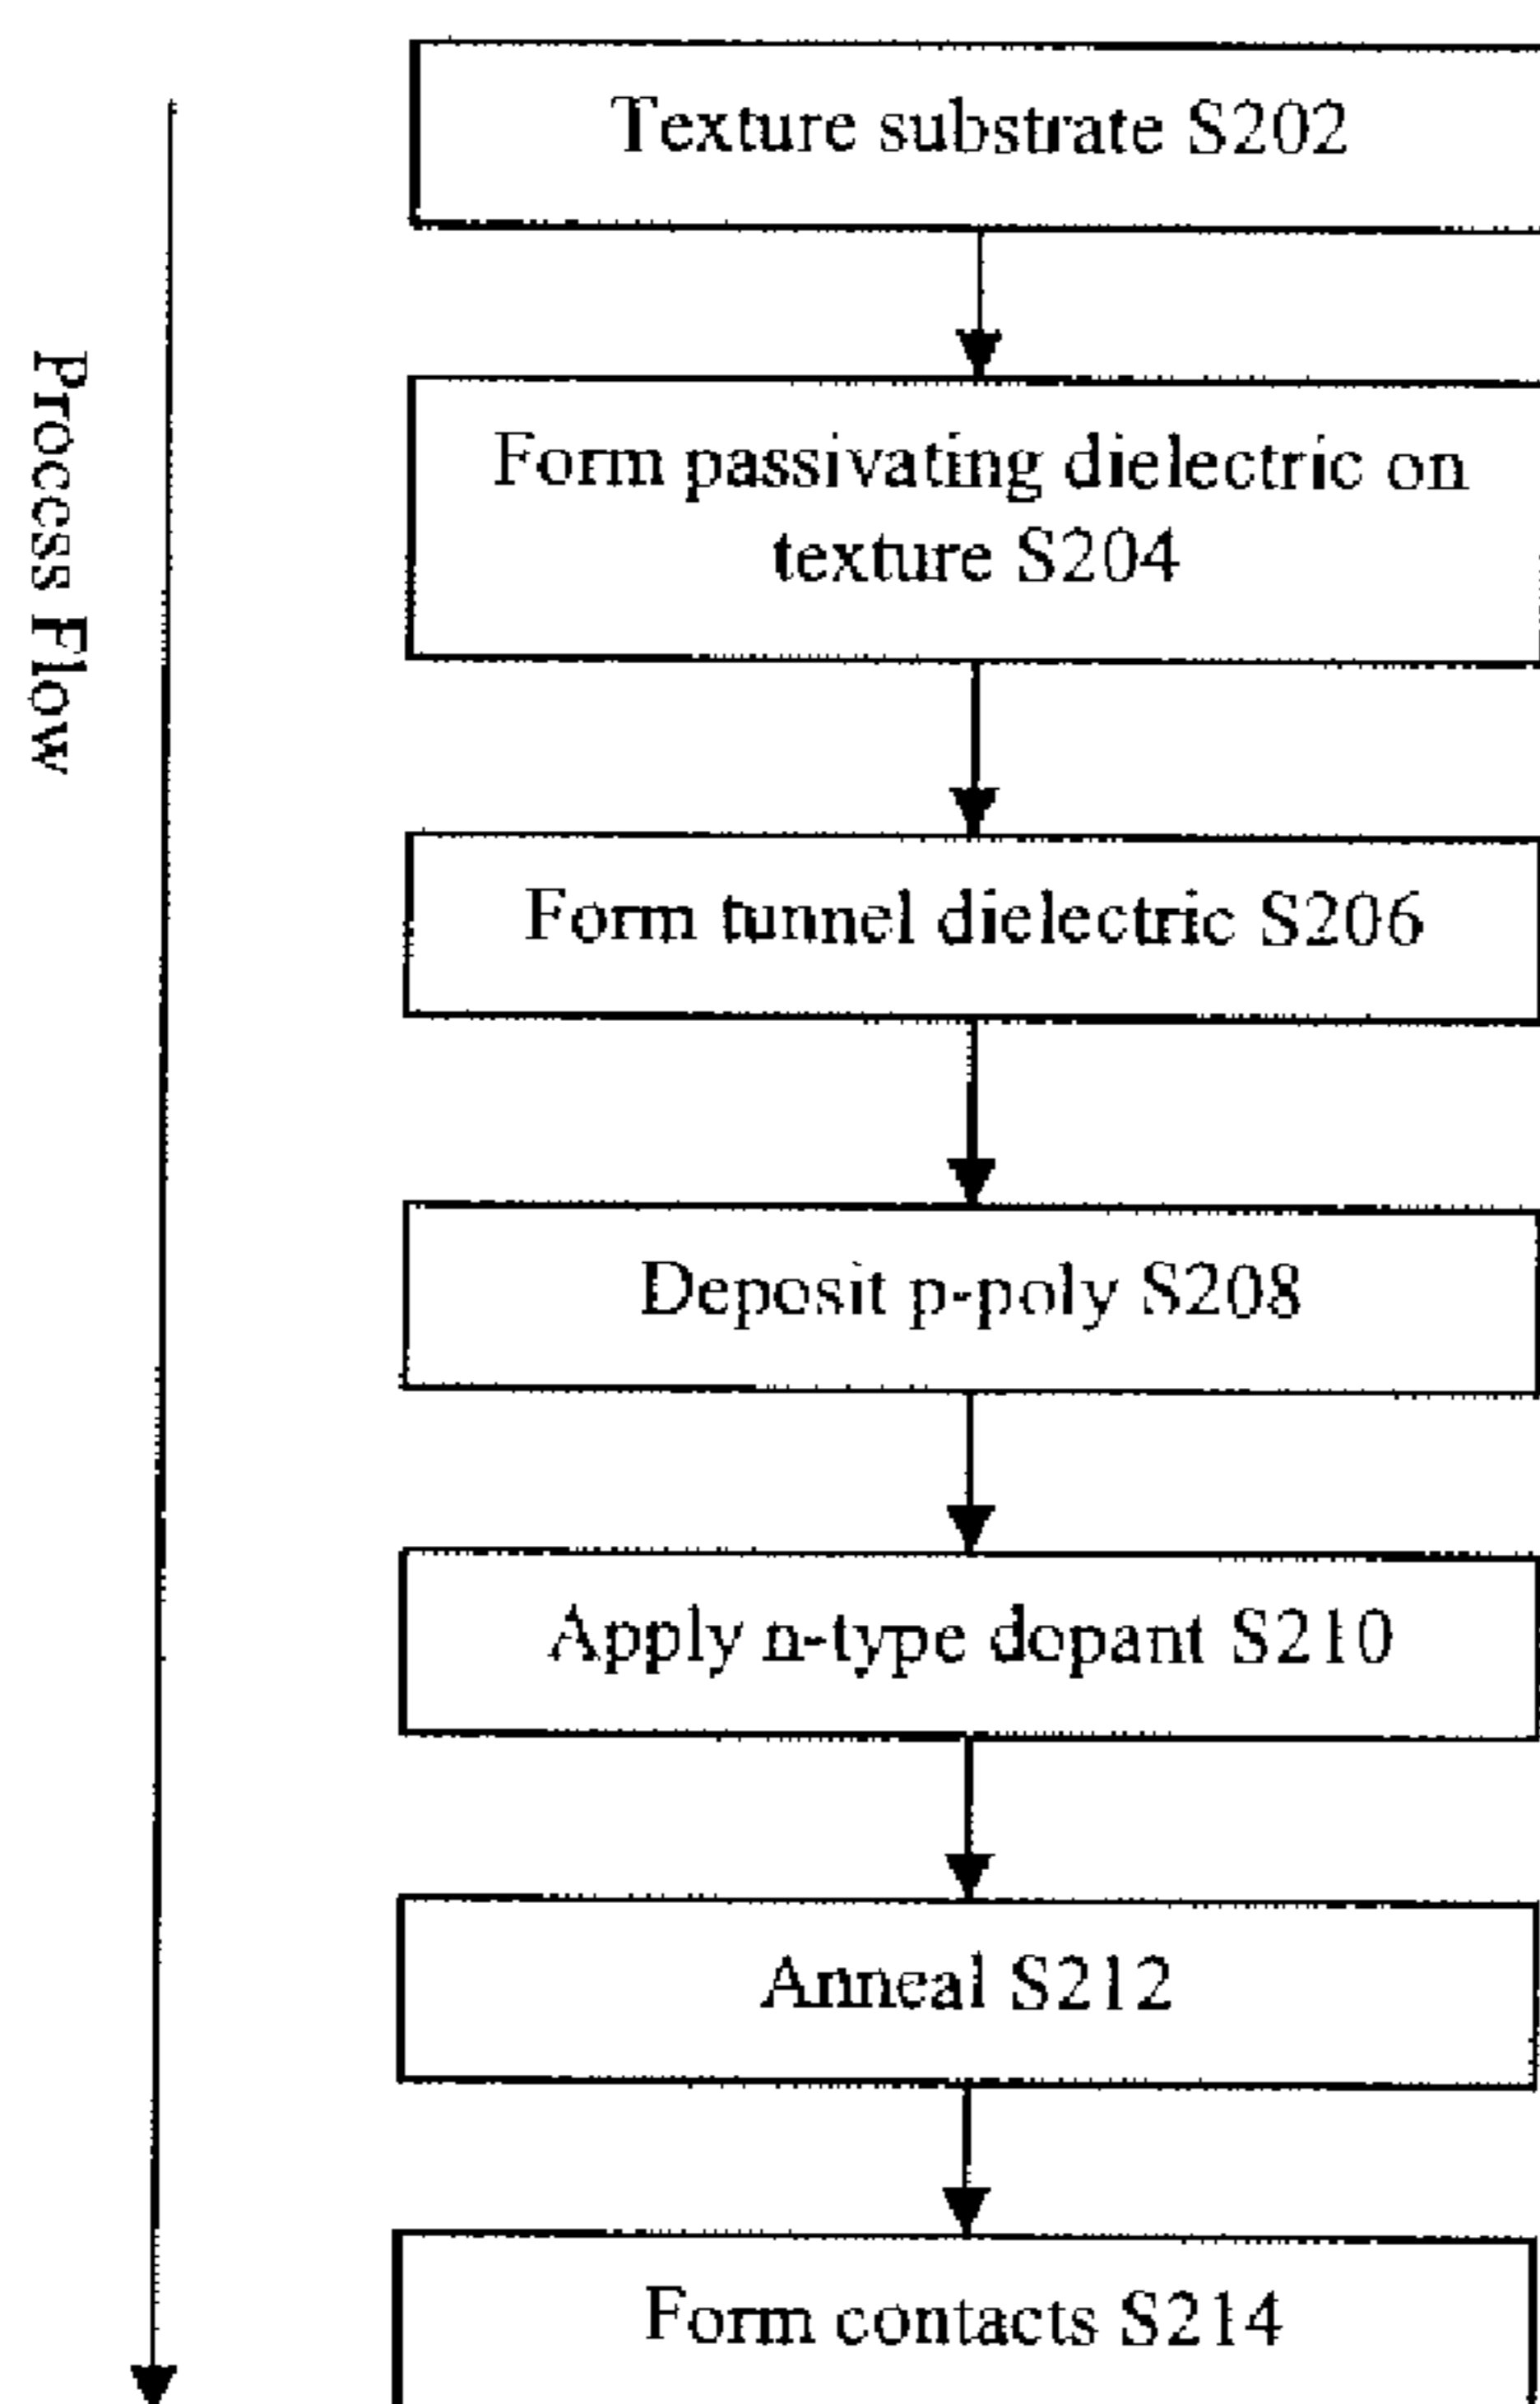 Process Flow
Texture substrate S202
Form passivating dielectric on
texture S204
Form tunnel dielectric S206
Deposit p-poly S208
Apply n-type dopant S210
Anneal S212
Form contacts S214